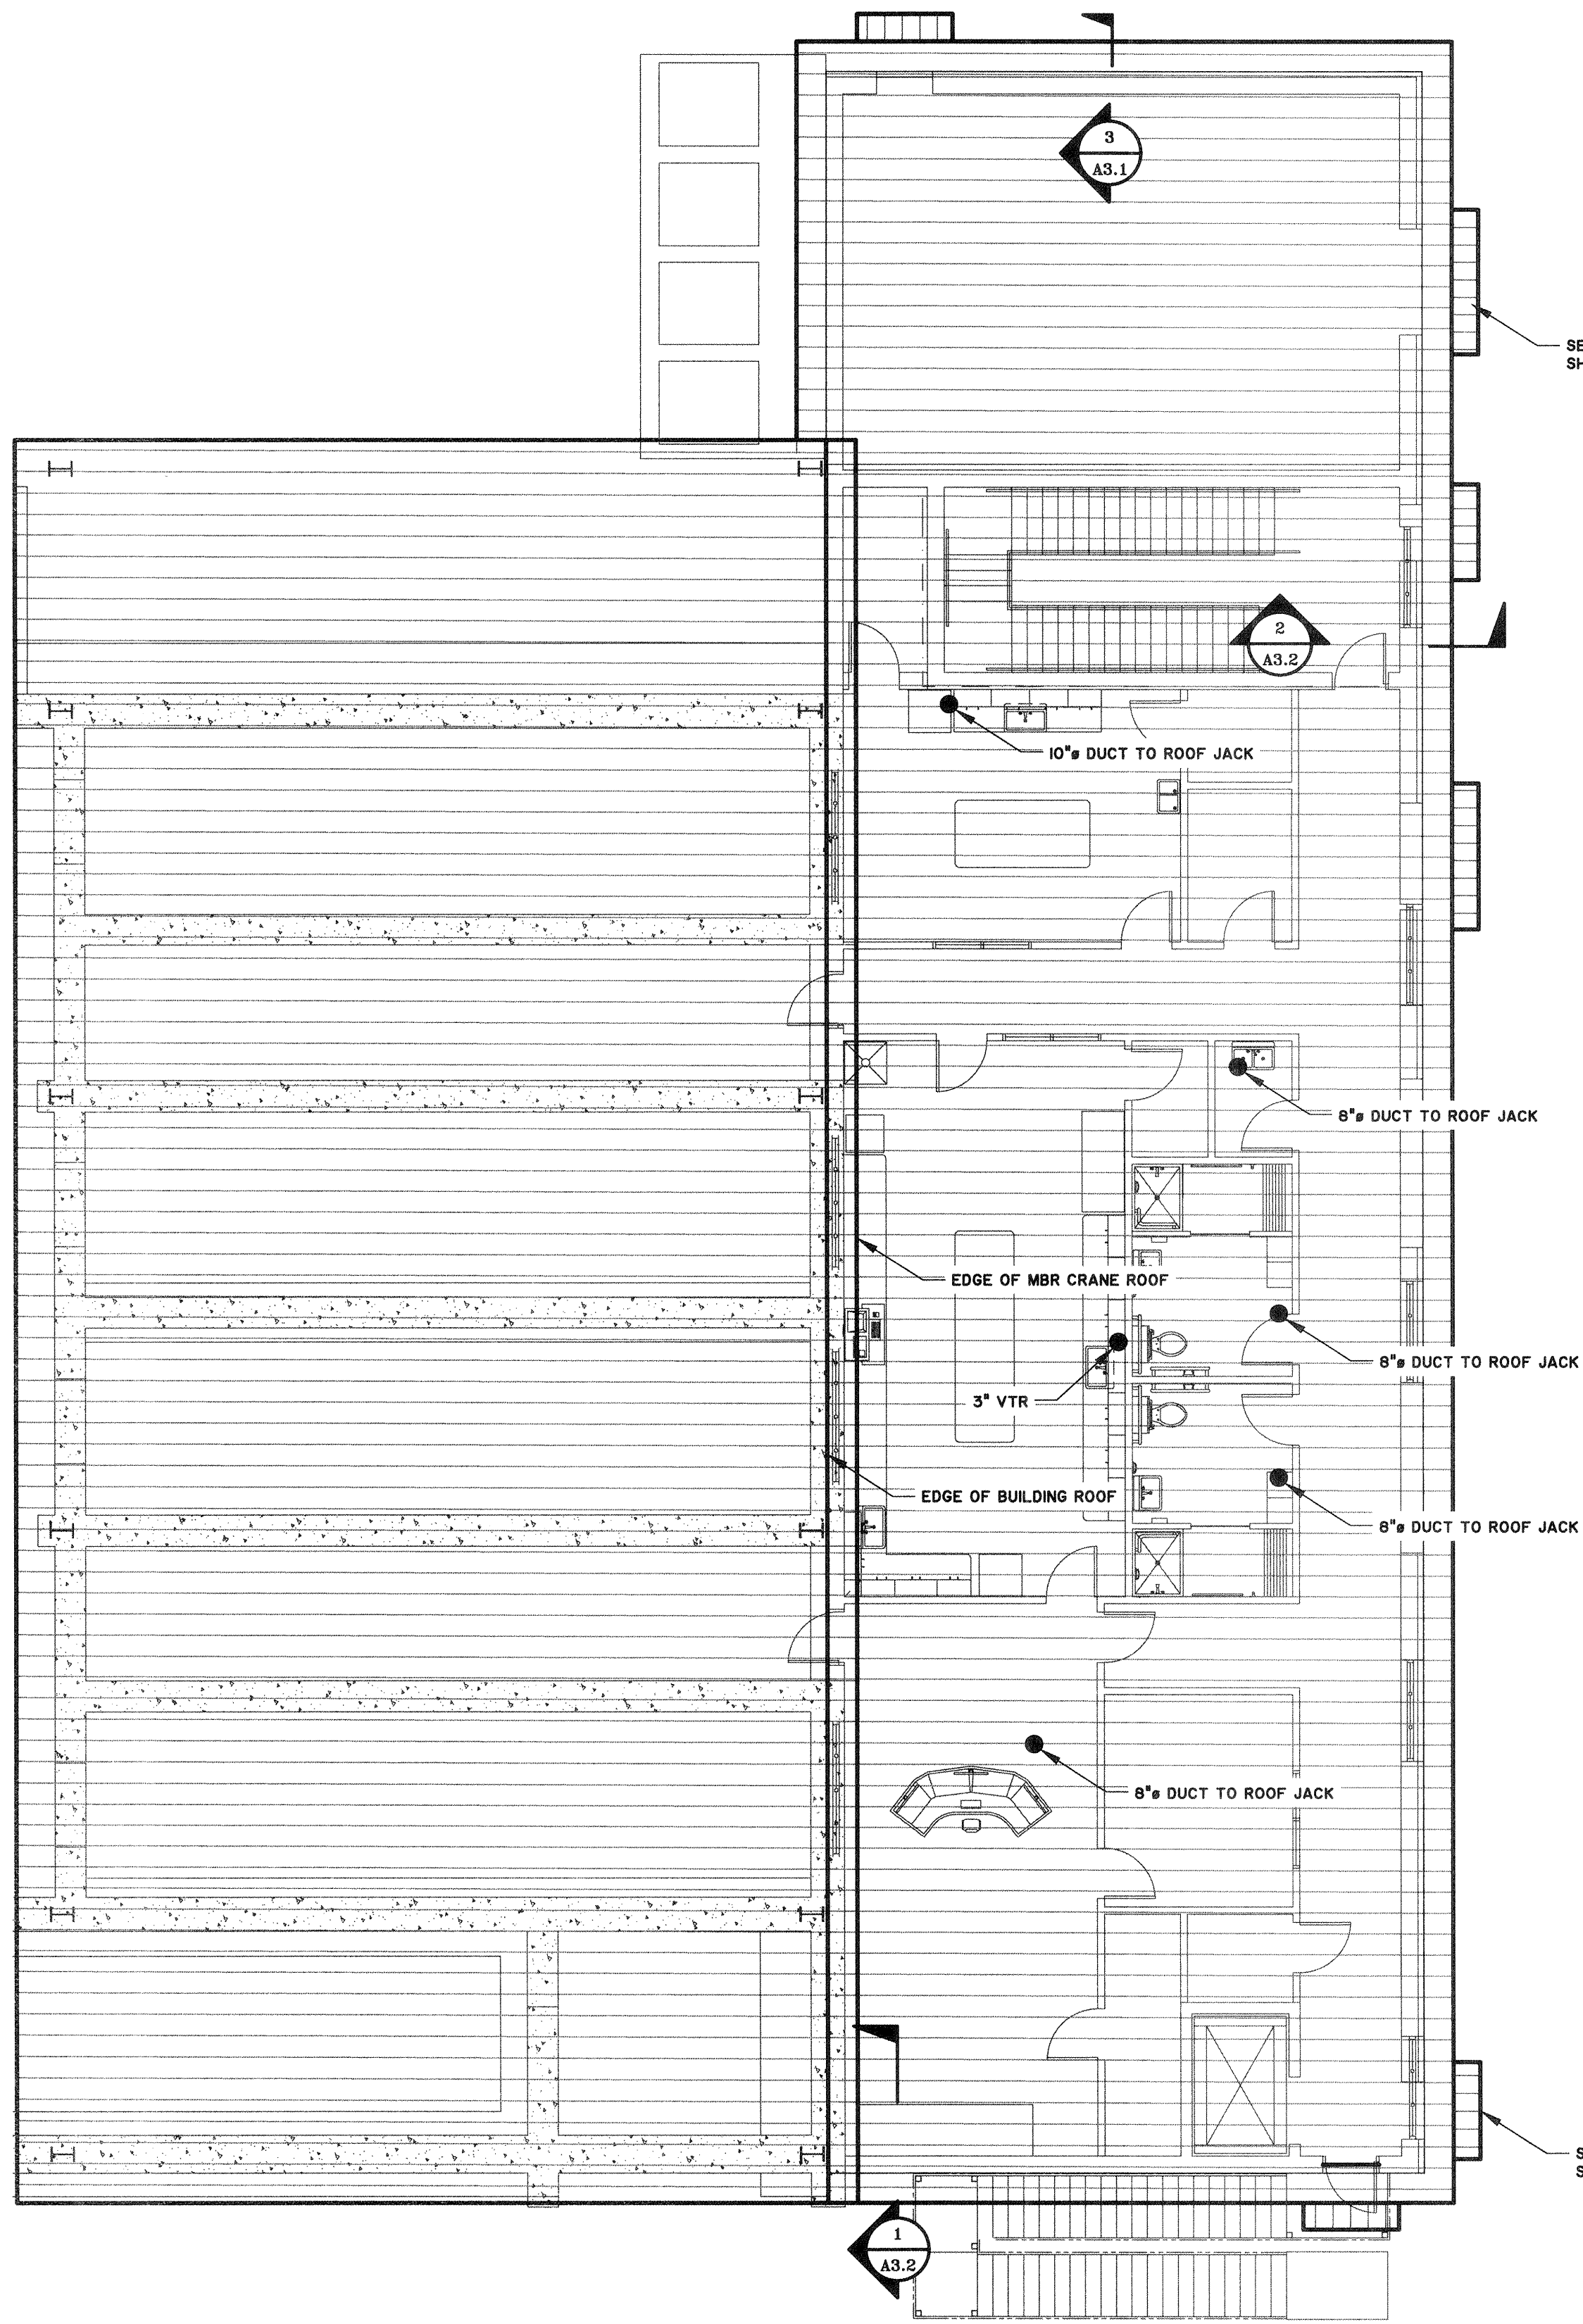 3
A3.1
2
A3.2
10"ø DUCT TO ROOF JACK
8"ø DUCT TO ROOF JACK
EDGE OF MBR CRANE ROOF
8"ø DUCT TO ROOF JACK
3" VTR
EDGE OF BUILDING ROOF
8"ø DUCT TO ROOF JACK
8"ø DUCT TO ROOF JACK
1
A3.2